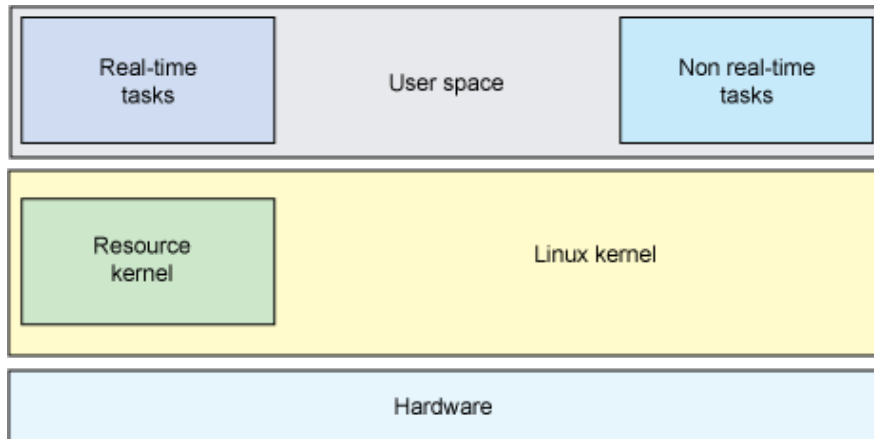 Real-time
tasks
User space
Non real-time
tasks
Resource
kernel
Linux kernel
Hardware